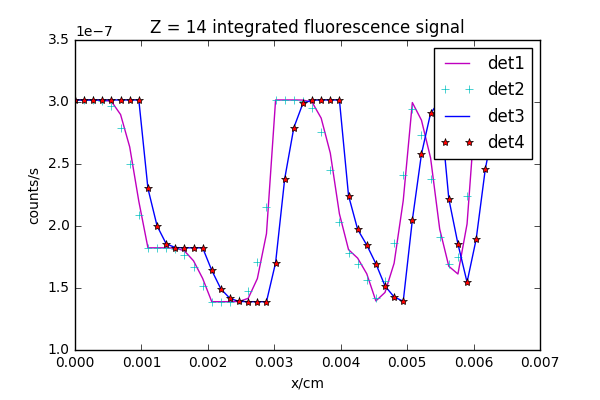 Z = 14 integrated fluorescence signal
1e−7
3.5
3.0
2.5
2.0
1.5
1.0
counts/s
0.000 0.001 0.002 0.003 0.004 0.005 0.006 0.007
x/cm
det1
det2
det3
det4